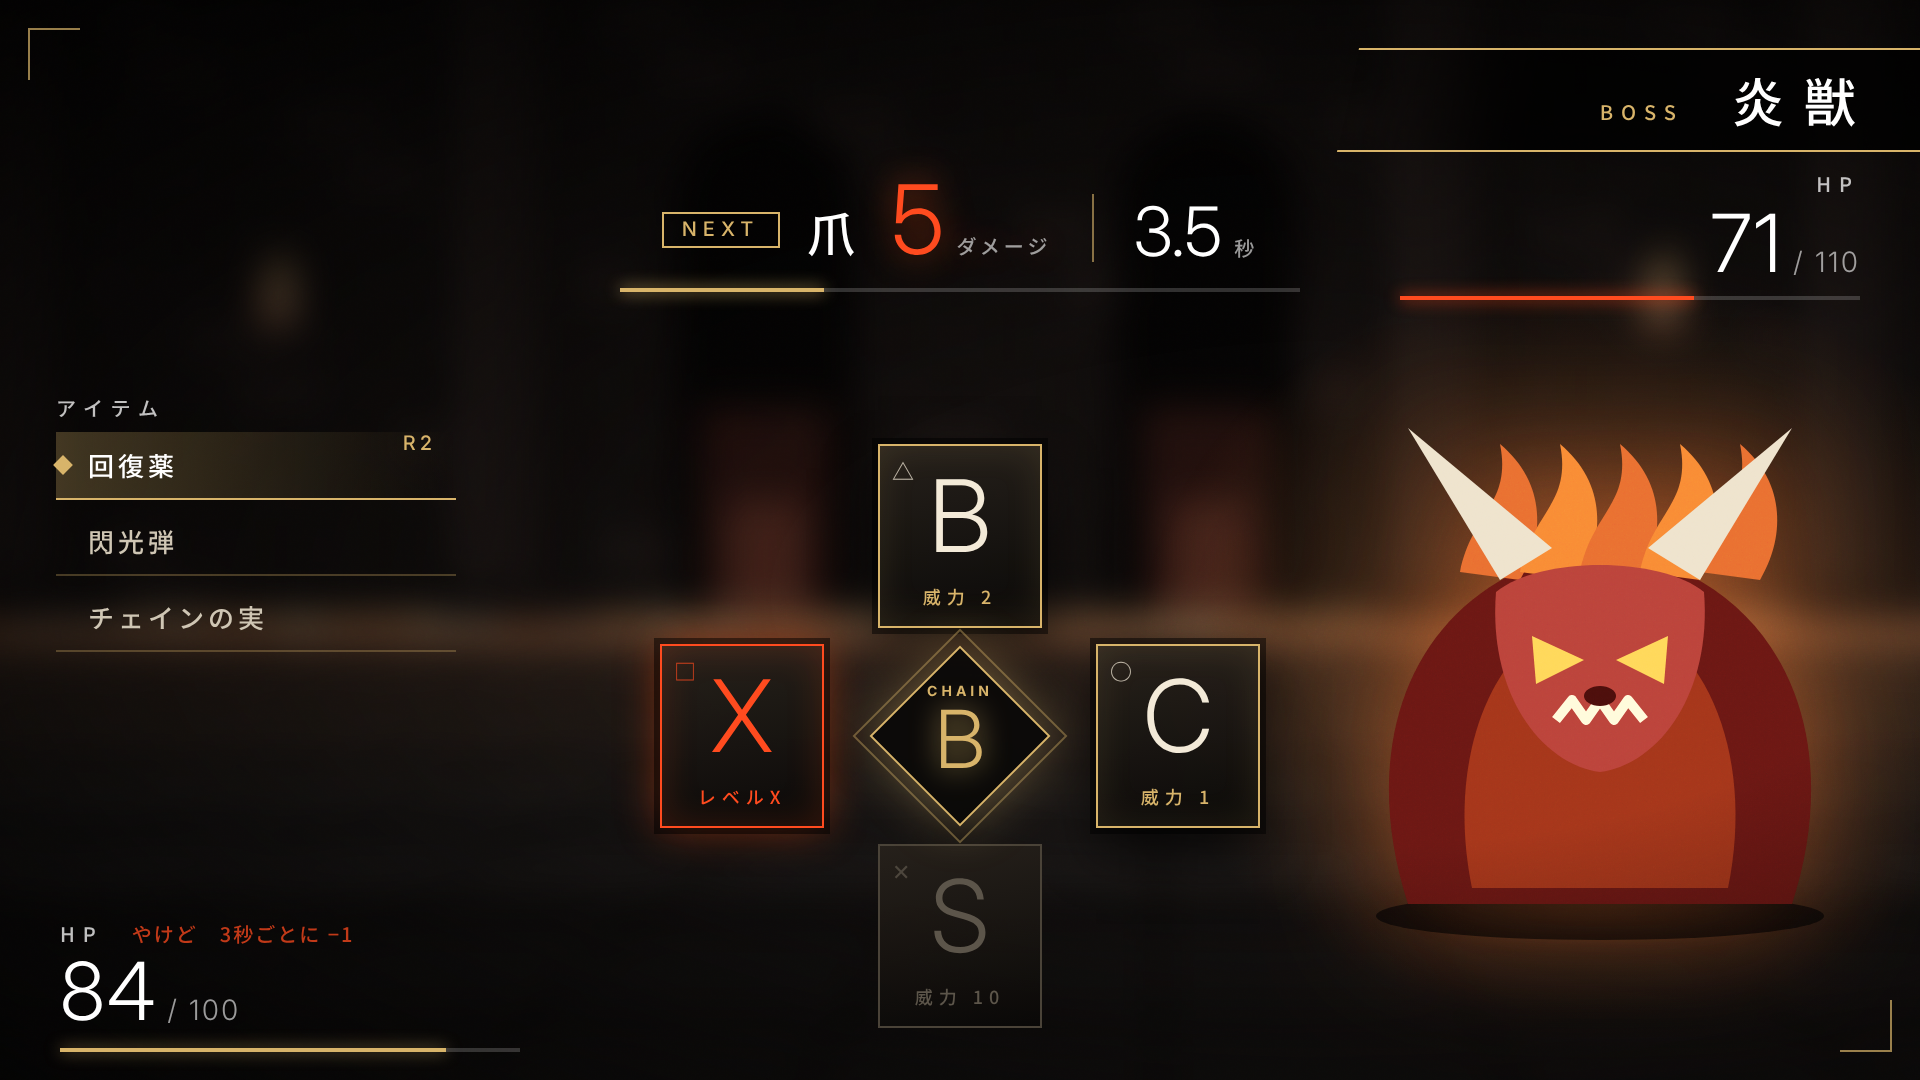 BOSS 炎獣
HP
71 / 110
NEXT 爪 5 ダメージ 3.5 秒
アイテム
回復薬 R2
閃光弾
チェインの実
△
B
威力 2
□
X
レベルX
CHAIN
B
○
C
威力 1
×
S
威力 10
HP やけど 3秒ごとに −1
84 / 100